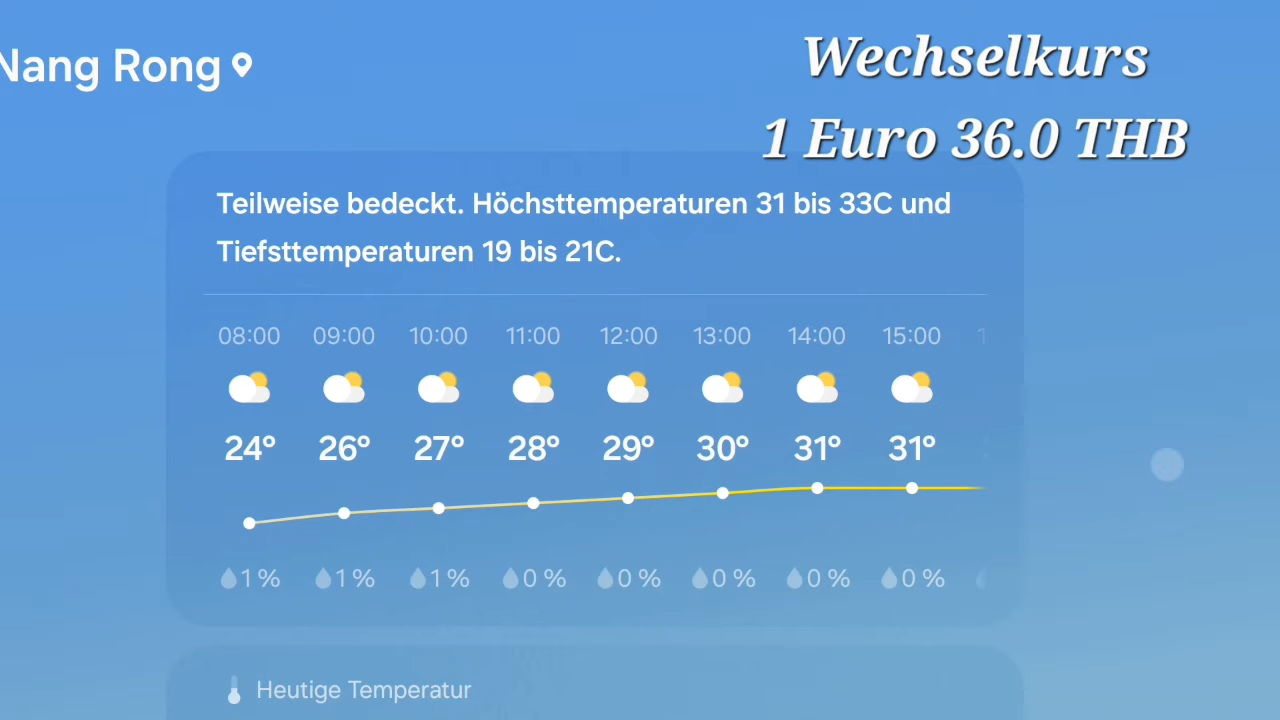 Nang Rong
Wechselkurs
1 Euro 36.0 THB
Teilweise bedeckt. Höchsttemperaturen 31 bis 33C und
Tiefsttemperaturen 19 bis 21C.
08:00 09:00 10:00 11:00 12:00 13:00 14:00 15:00
24° 26° 27° 28° 29° 30° 31° 31°
1 % 1 % 1 % 0 % 0 % 0 % 0 % 0 %
Heutige Temperatur